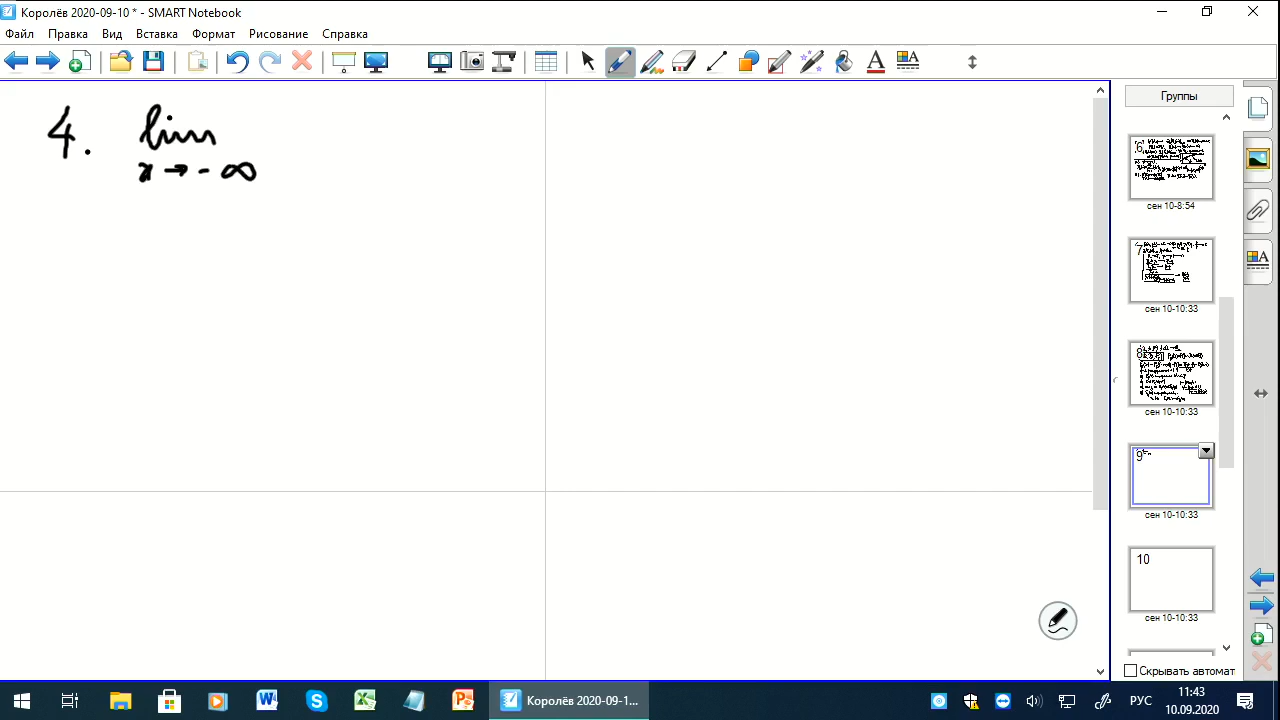 Королёв 2020-09-10 * - SMART Notebook
Файл Правка Вид Вставка Формат Рисование Справка
4. lim
x → - ∞
Группы
6
сен 10-8:54
7
сен 10-10:33
8
сен 10-10:33
9
сен 10-10:33
10
сен 10-10:33
Скрывать автомат
Королёв 2020-09-1...
РУС
11:43
10.09.2020